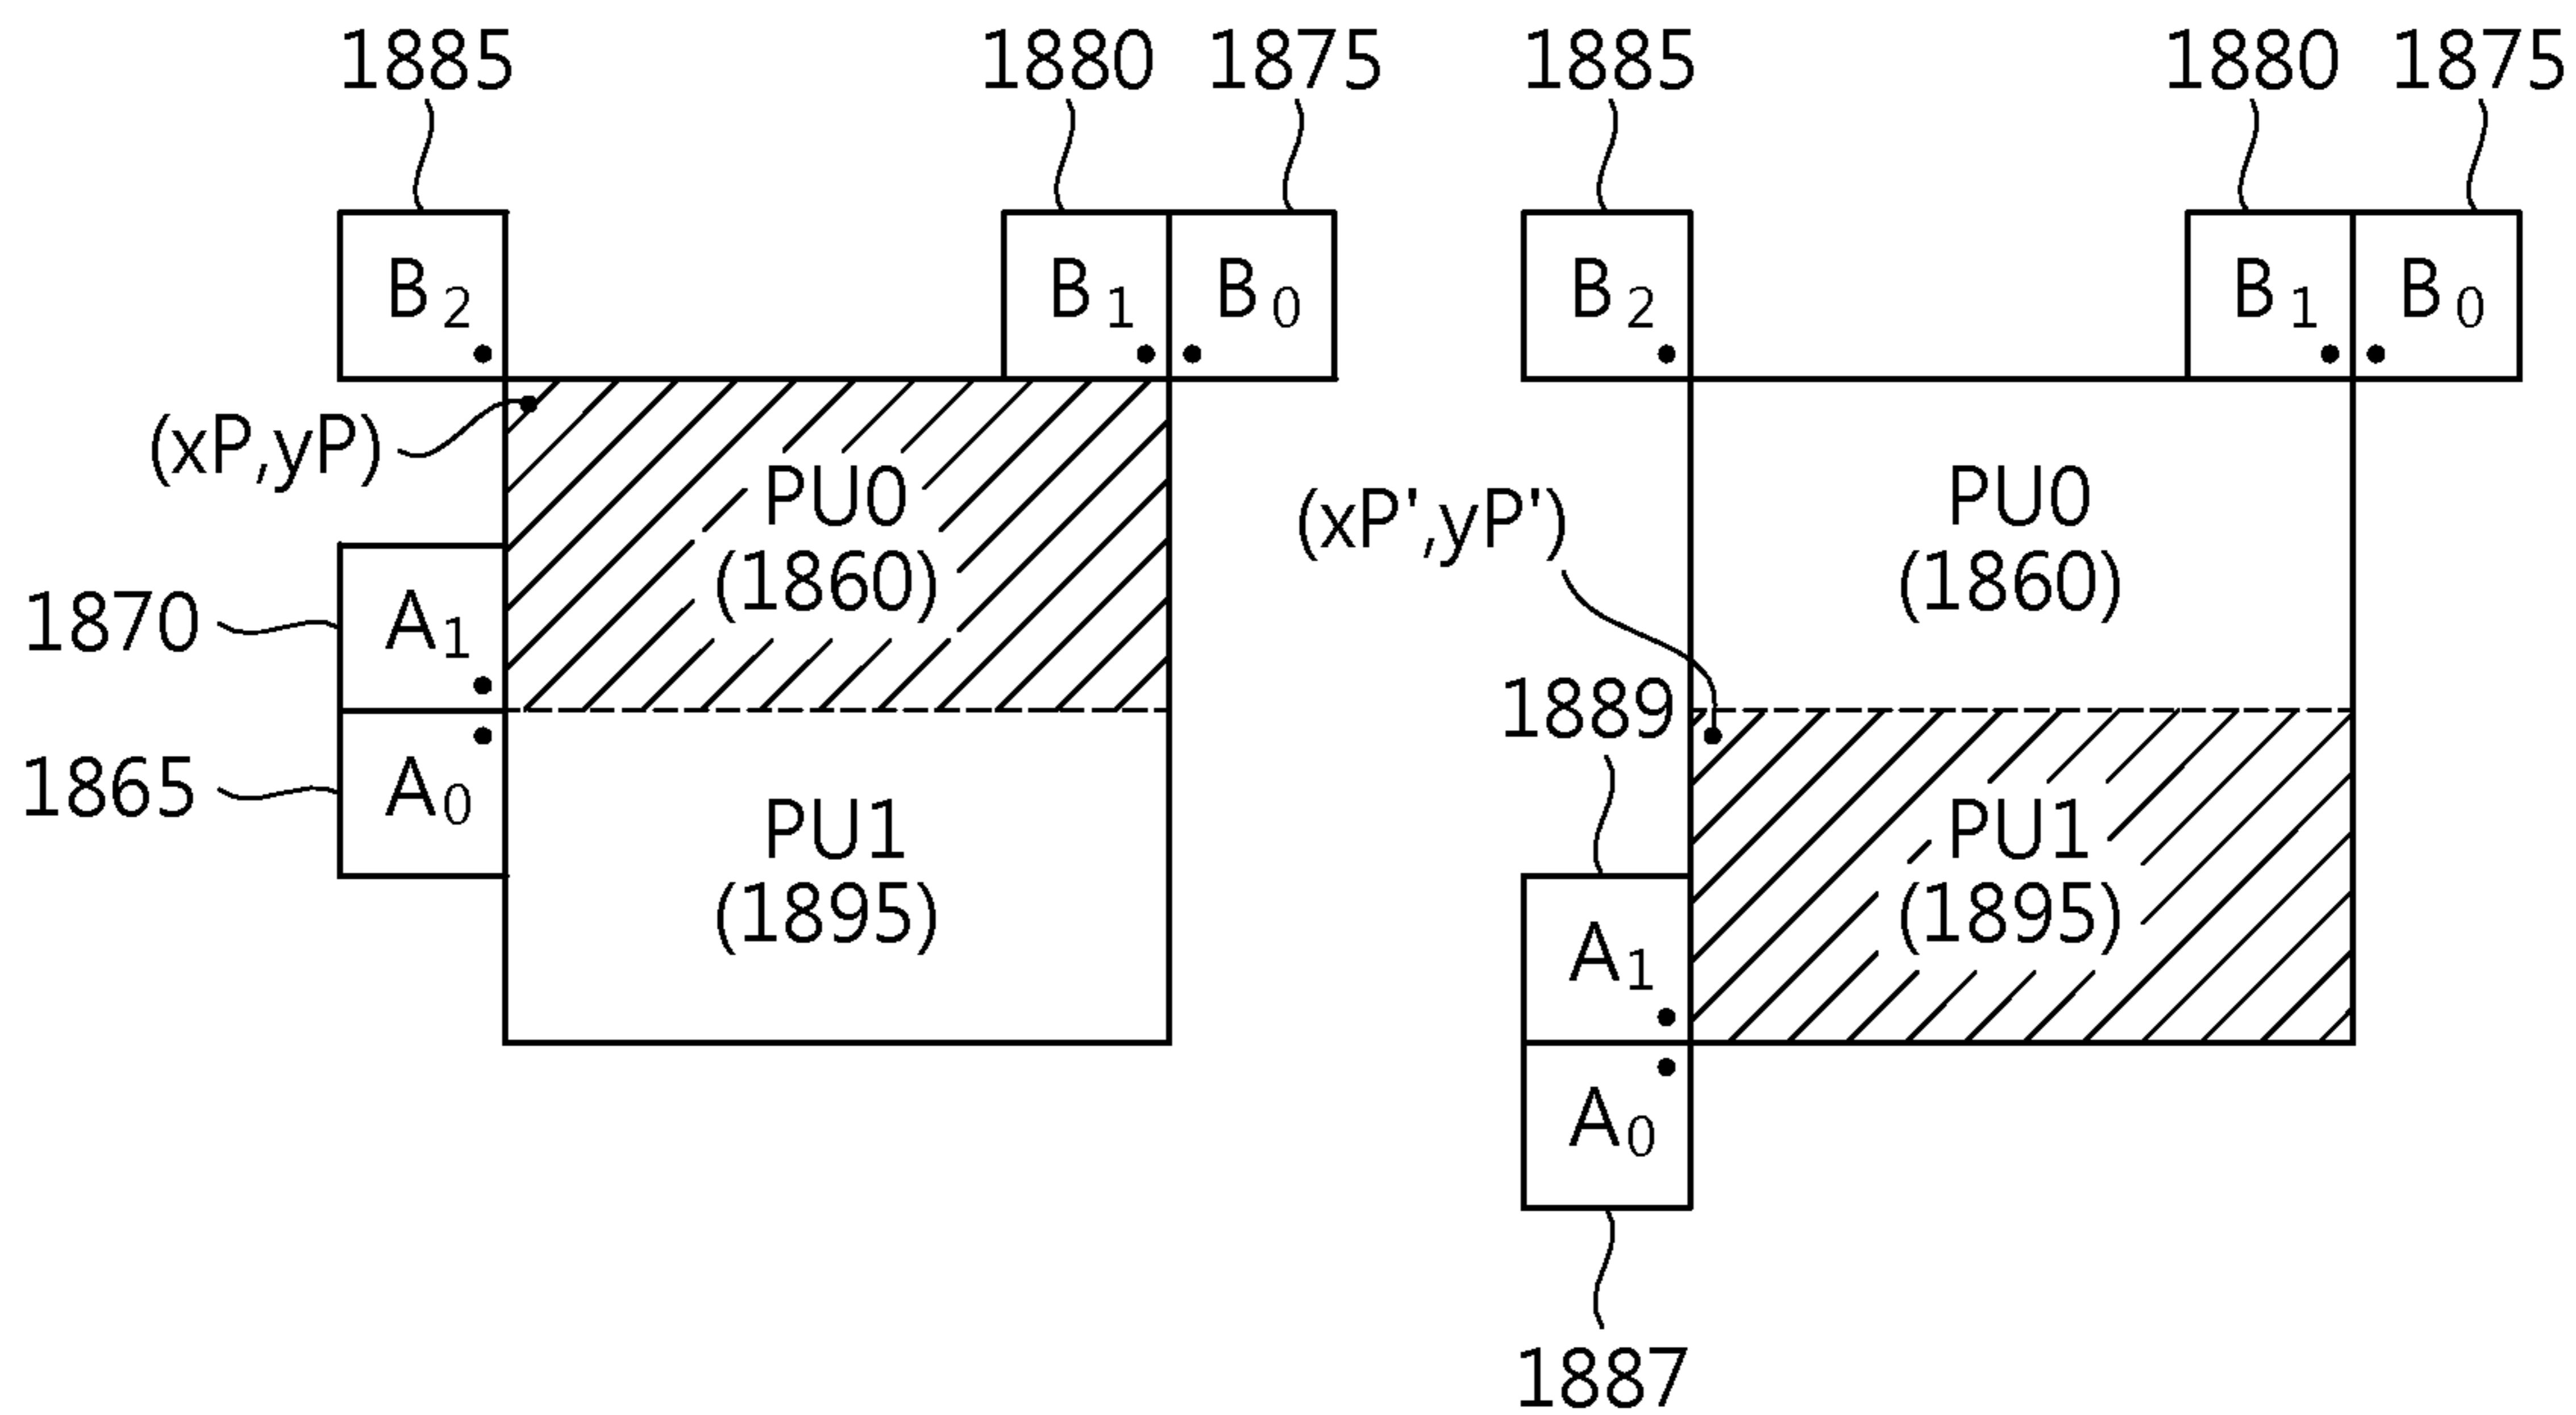 1885 1880 1875
B2 B1 B0
(xP,yP)
PU0
(1860)
1870 A1
1865 A0
PU1
(1895)
1885 1880 1875
B2 B1 B0
(xP',yP')
PU0
(1860)
1889
PU1
(1895)
A1
A0
1887